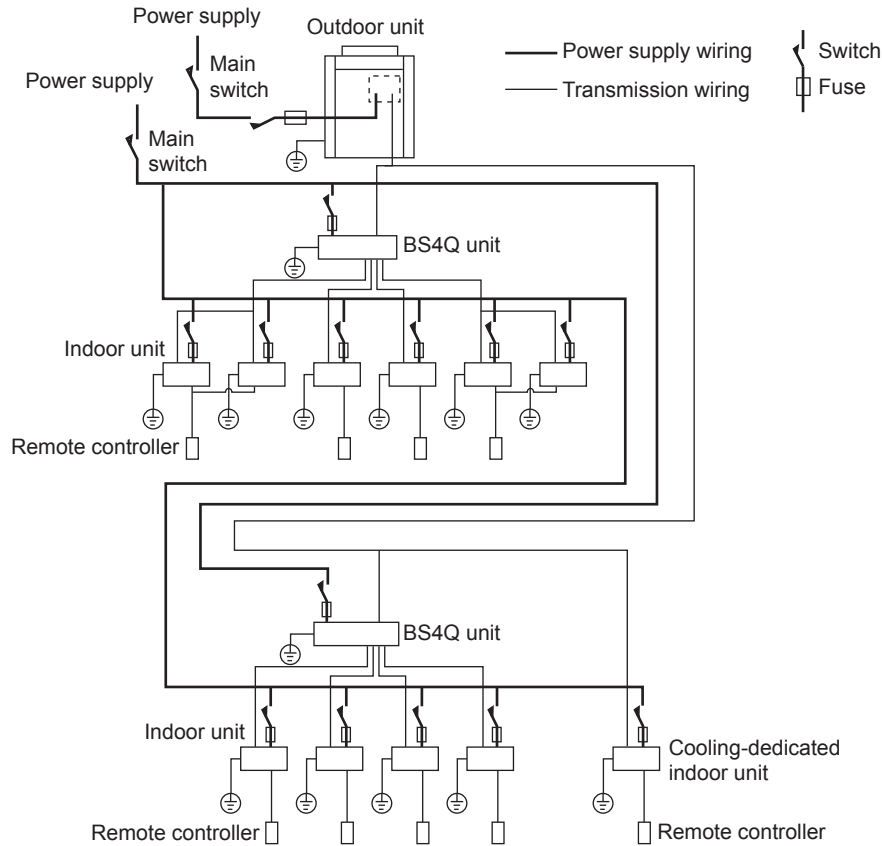 Power supply
Outdoor unit
Power supply wiring
Switch
Power supply
Main
switch
Transmission wiring
Fuse
Main
switch
BS4Q unit
Indoor unit
Remote controller
BS4Q unit
Indoor unit
Cooling-dedicated
indoor unit
Remote controller
Remote controller